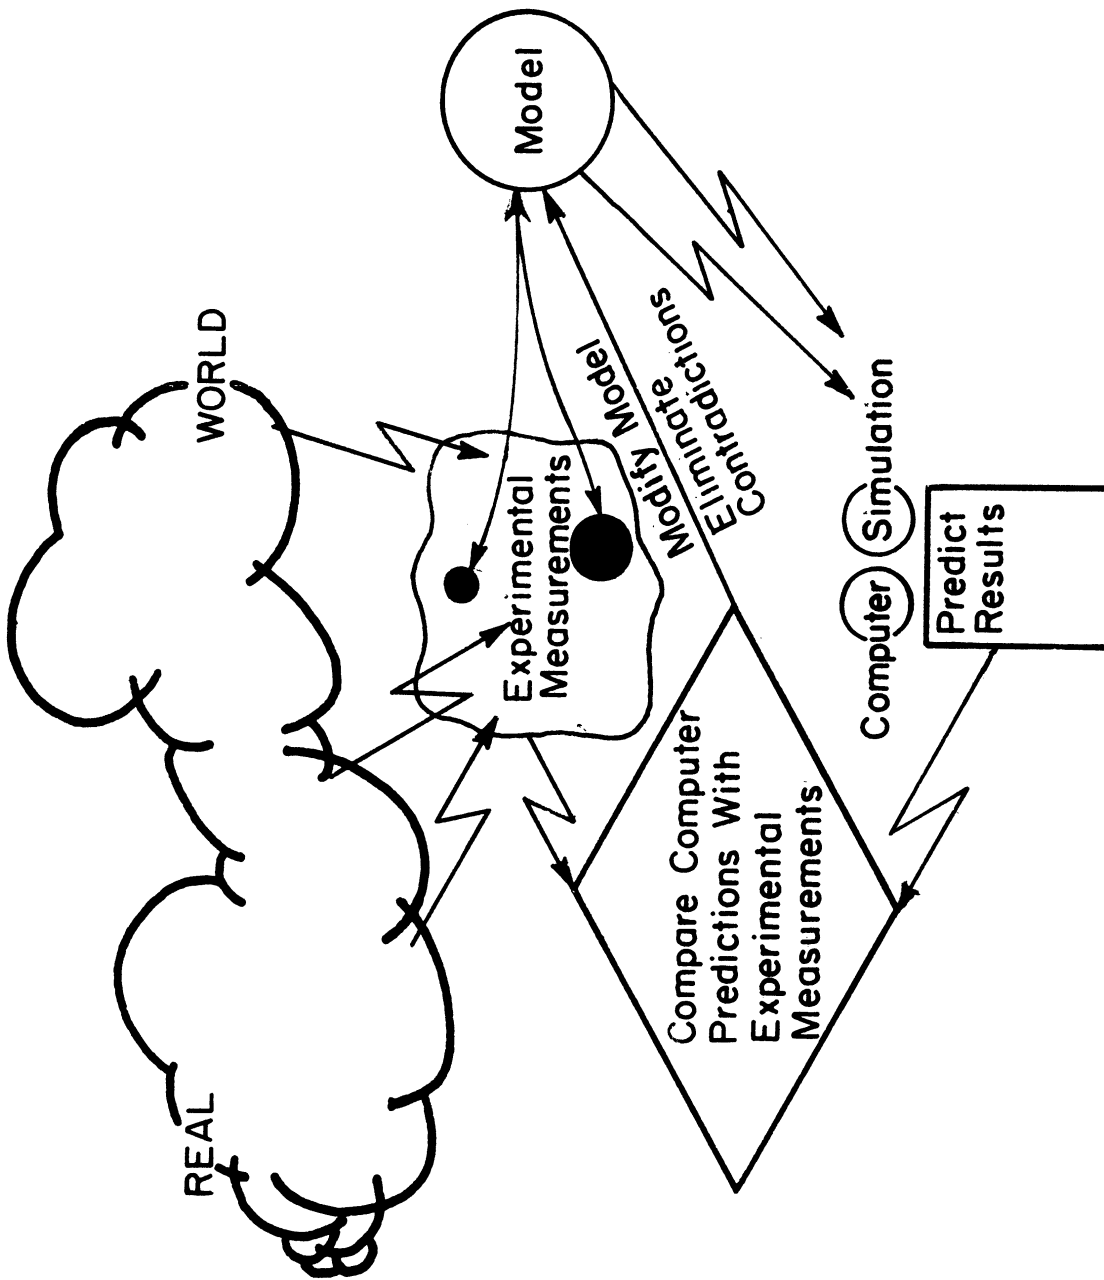 REAL
WORLD
Experimental
Measurements
Model
Modify Model
Eliminate
Contradictions
Compare Computer
Predictions With
Experimental
Measurements
Computer Simulation
Predict
Results